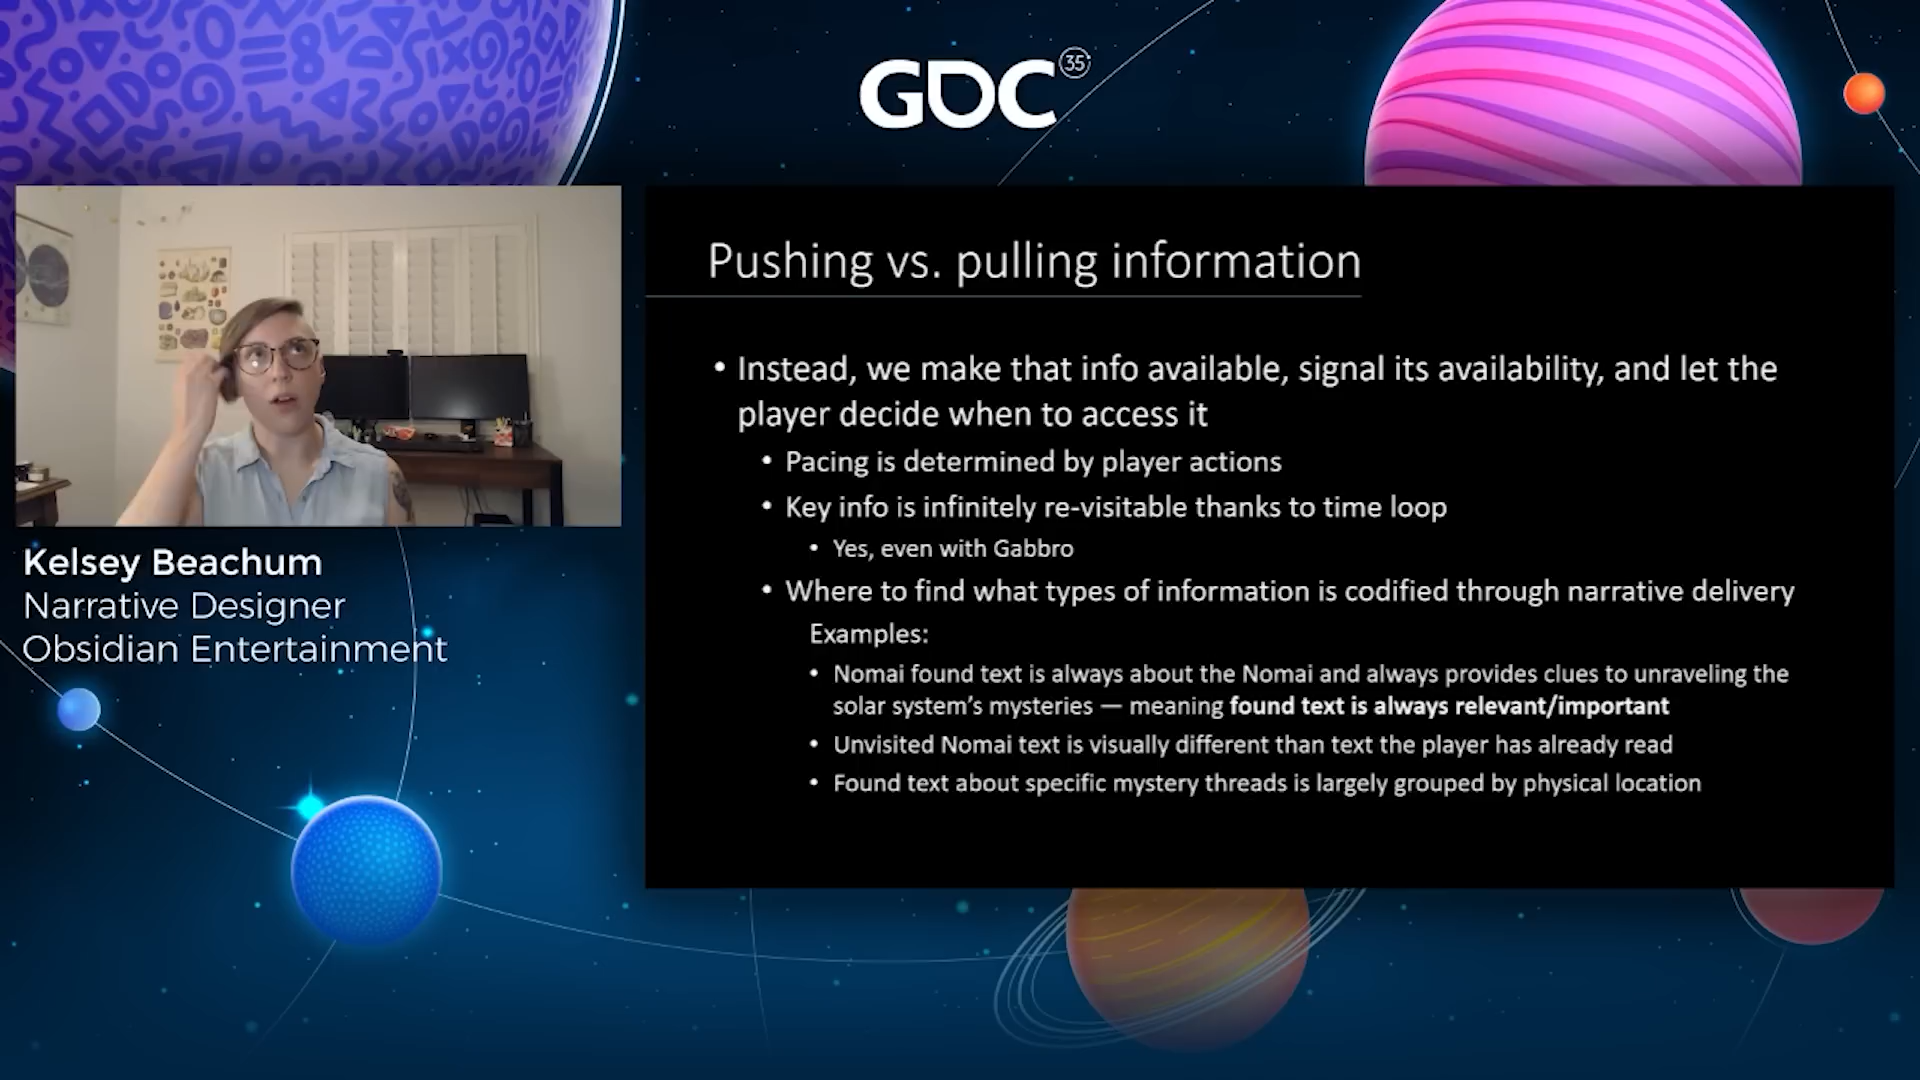 GDC 35
Pushing vs. pulling information
• Instead, we make that info available, signal its availability, and let the
player decide when to access it
• Pacing is determined by player actions
• Key info is infinitely re-visitable thanks to time loop
• Yes, even with Gabbro
• Where to find what types of information is codified through narrative delivery
Examples:
• Nomai found text is always about the Nomai and always provides clues to unraveling the
solar system’s mysteries — meaning found text is always relevant/important
• Unvisited Nomai text is visually different than text the player has already read
• Found text about specific mystery threads is largely grouped by physical location
Kelsey Beachum
Narrative Designer
Obsidian Entertainment